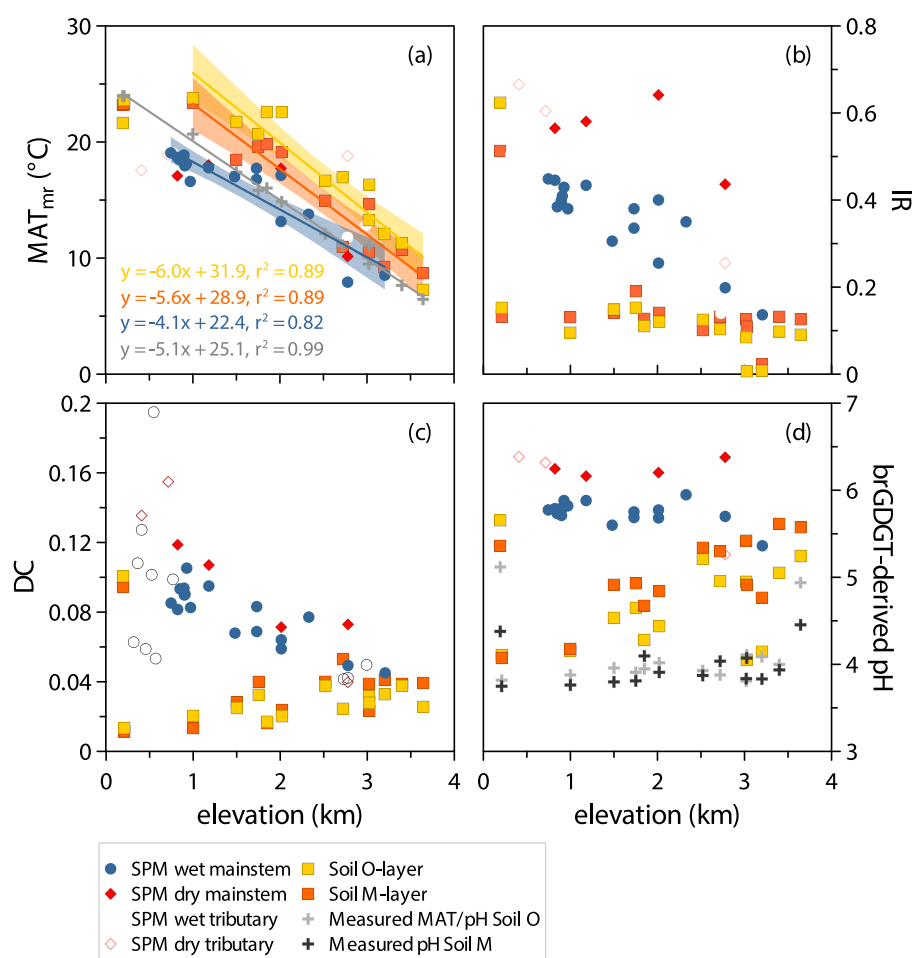 30
20
10
0
MATmr (°C)
(a)
y = -6.0x + 31.9, r² = 0.89
y = -5.6x + 28.9, r² = 0.89
y = -4.1x + 22.4, r² = 0.82
y = -5.1x + 25.1, r² = 0.99
(b)
0.8
0.6
0.4
0.2
0
IR
0.2
0.16
0.12
0.08
0.04
0
DC
(c)
0 1 2 3 4
elevation (km)
(d)
7
6
5
4
3
brGDGT-derived pH
0 1 2 3 4
elevation (km)
SPM wet mainstem
SPM dry mainstem
SPM wet tributary
SPM dry tributary
Soil O-layer
Soil M-layer
Measured MAT/pH Soil O
Measured pH Soil M